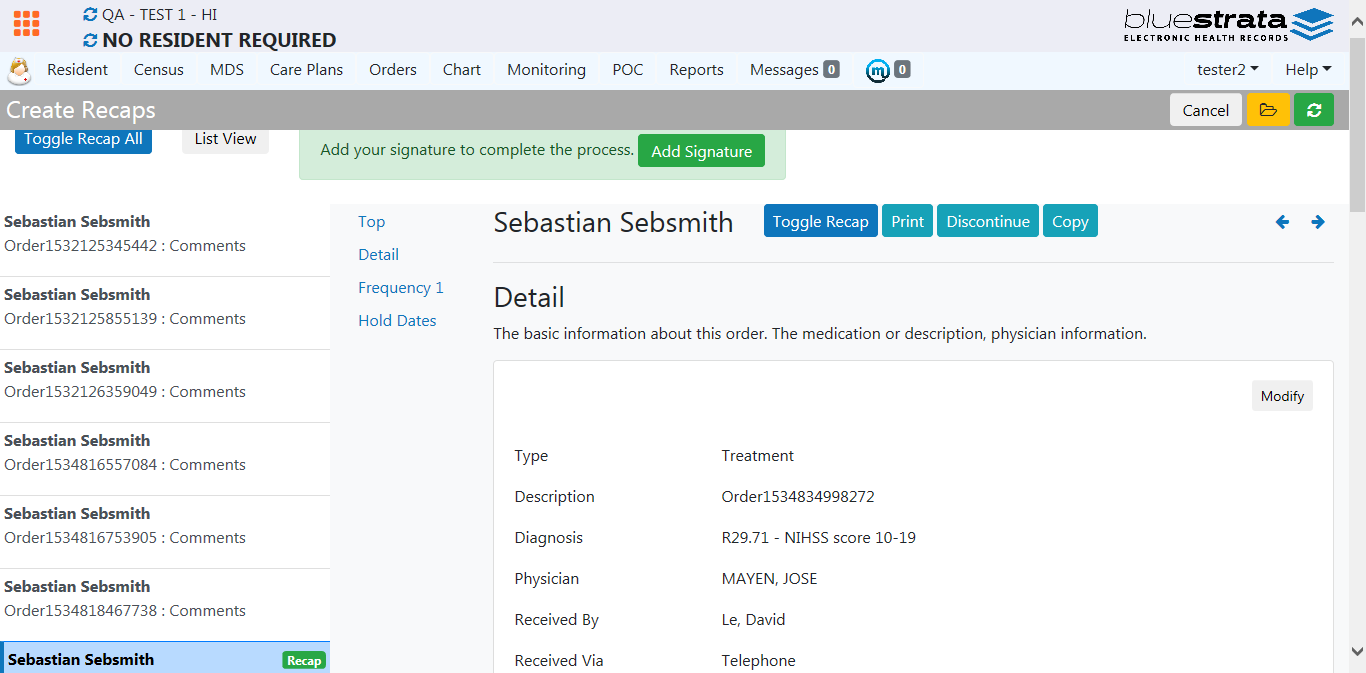 QA - TEST 1 - HI
NO RESIDENT REQUIRED
bluestrata
ELECTRONIC HEALTH RECORDS
Resident Census MDS Care Plans Orders Chart Monitoring POC Reports Messages 0 m 0 tester2 Help
Create Recaps Cancel
Toggle Recap All List View
Add your signature to complete the process. Add Signature
Sebastian Sebsmith
Order1532125345442 : Comments
Sebastian Sebsmith
Order1532125855139 : Comments
Sebastian Sebsmith
Order1532126359049 : Comments
Sebastian Sebsmith
Order1534816557084 : Comments
Sebastian Sebsmith
Order1534816753905 : Comments
Sebastian Sebsmith
Order1534818467738 : Comments
Sebastian Sebsmith Recap
Top
Detail
Frequency 1
Hold Dates
Sebastian Sebsmith Toggle Recap Print Discontinue Copy
Detail
The basic information about this order. The medication or description, physician information.
Modify
Type Treatment
Description Order1534834998272
Diagnosis R29.71 - NIHSS score 10-19
Physician MAYEN, JOSE
Received By Le, David
Received Via Telephone